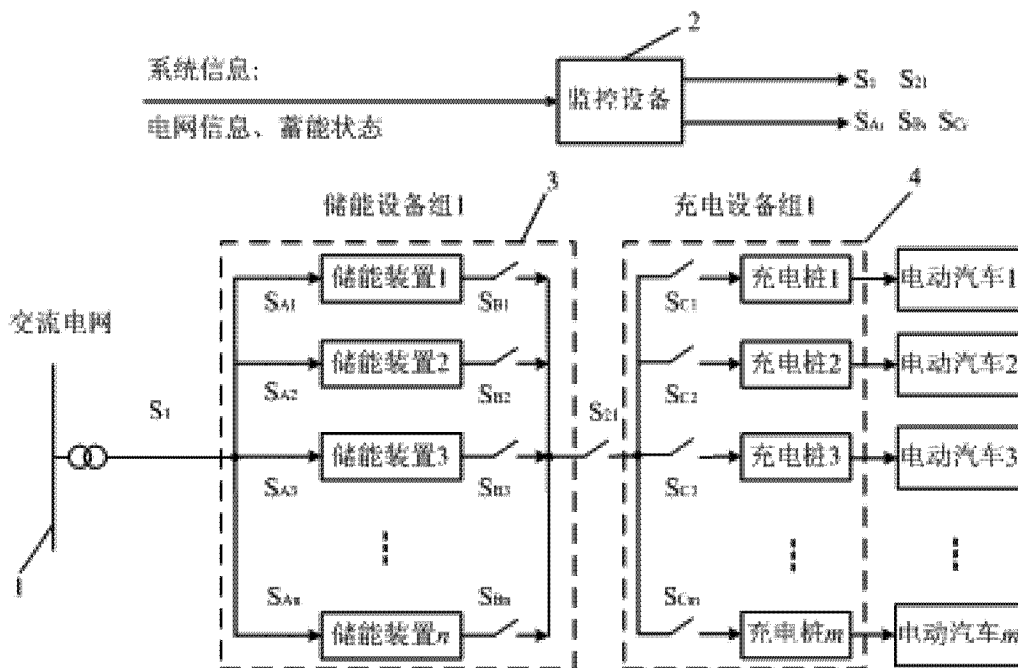 2
系统信息:
监控设备
S1 S21
电网信息、蓄能状态
SAi SBi SCi
储能设备组1
3
充电设备组1
4
交流电网
1
S1
SA1
储能装置1
SB1
SA2
储能装置2
SB2
SA3
储能装置3
SB3
SAn
储能装置n
SBn
S21
SC1
充电桩1
电动汽车1
SC2
充电桩2
电动汽车2
SC3
充电桩3
电动汽车3
SCm
充电桩m
电动汽车m